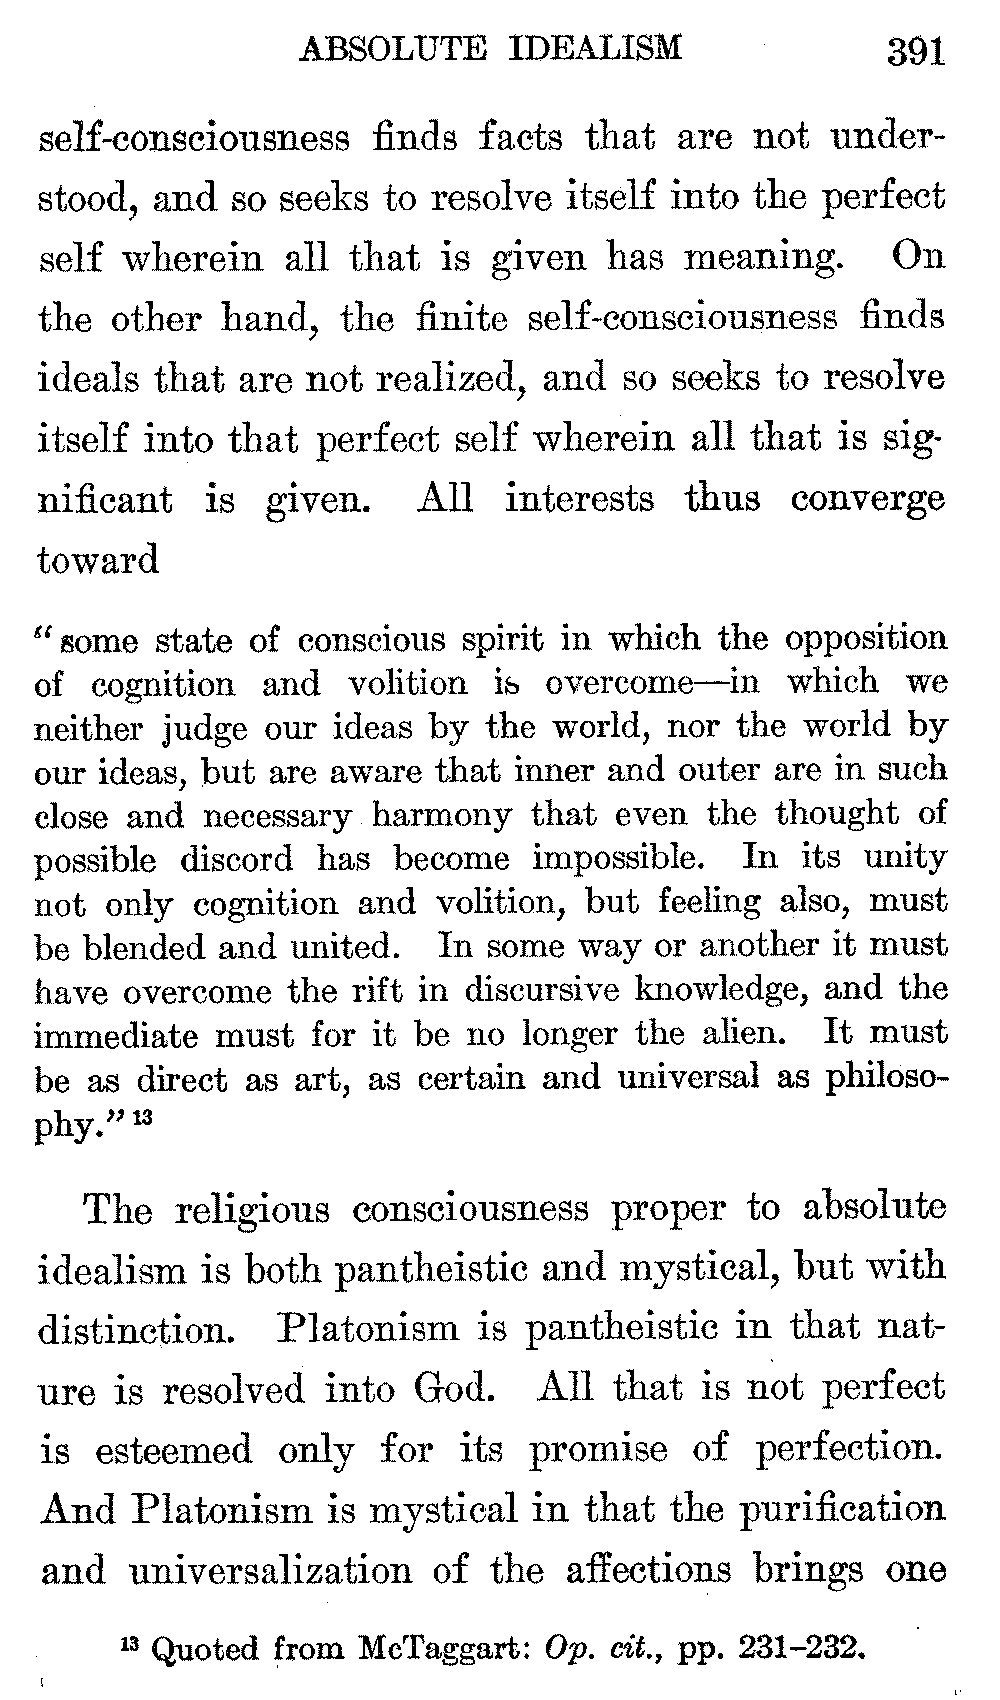 ABSOLUTE IDEALISM 391
self-consciousness finds facts that are not under-
stood, and so seeks to resolve itself into the perfect
self wherein all that is given has meaning. On
the other hand, the finite self-consciousness finds
ideals that are not realized, and so seeks to resolve
itself into that perfect self wherein all that is sig-
nificant is given. All interests thus converge
toward
“some state of conscious spirit in which the opposition
of cognition and volition is overcome—in which we
neither judge our ideas by the world, nor the world by
our ideas, but are aware that inner and outer are in such
close and necessary harmony that even the thought of
possible discord has become impossible. In its unity
not only cognition and volition, but feeling also, must
be blended and united. In some way or another it must
have overcome the rift in discursive knowledge, and the
immediate must for it be no longer the alien. It must
be as direct as art, as certain and universal as philoso-
phy.” 13
The religious consciousness proper to absolute
idealism is both pantheistic and mystical, but with
distinction. Platonism is pantheistic in that nat-
ure is resolved into God. All that is not perfect
is esteemed only for its promise of perfection.
And Platonism is mystical in that the purification
and universalization of the affections brings one
13 Quoted from McTaggart: Op. cit., pp. 231–232.